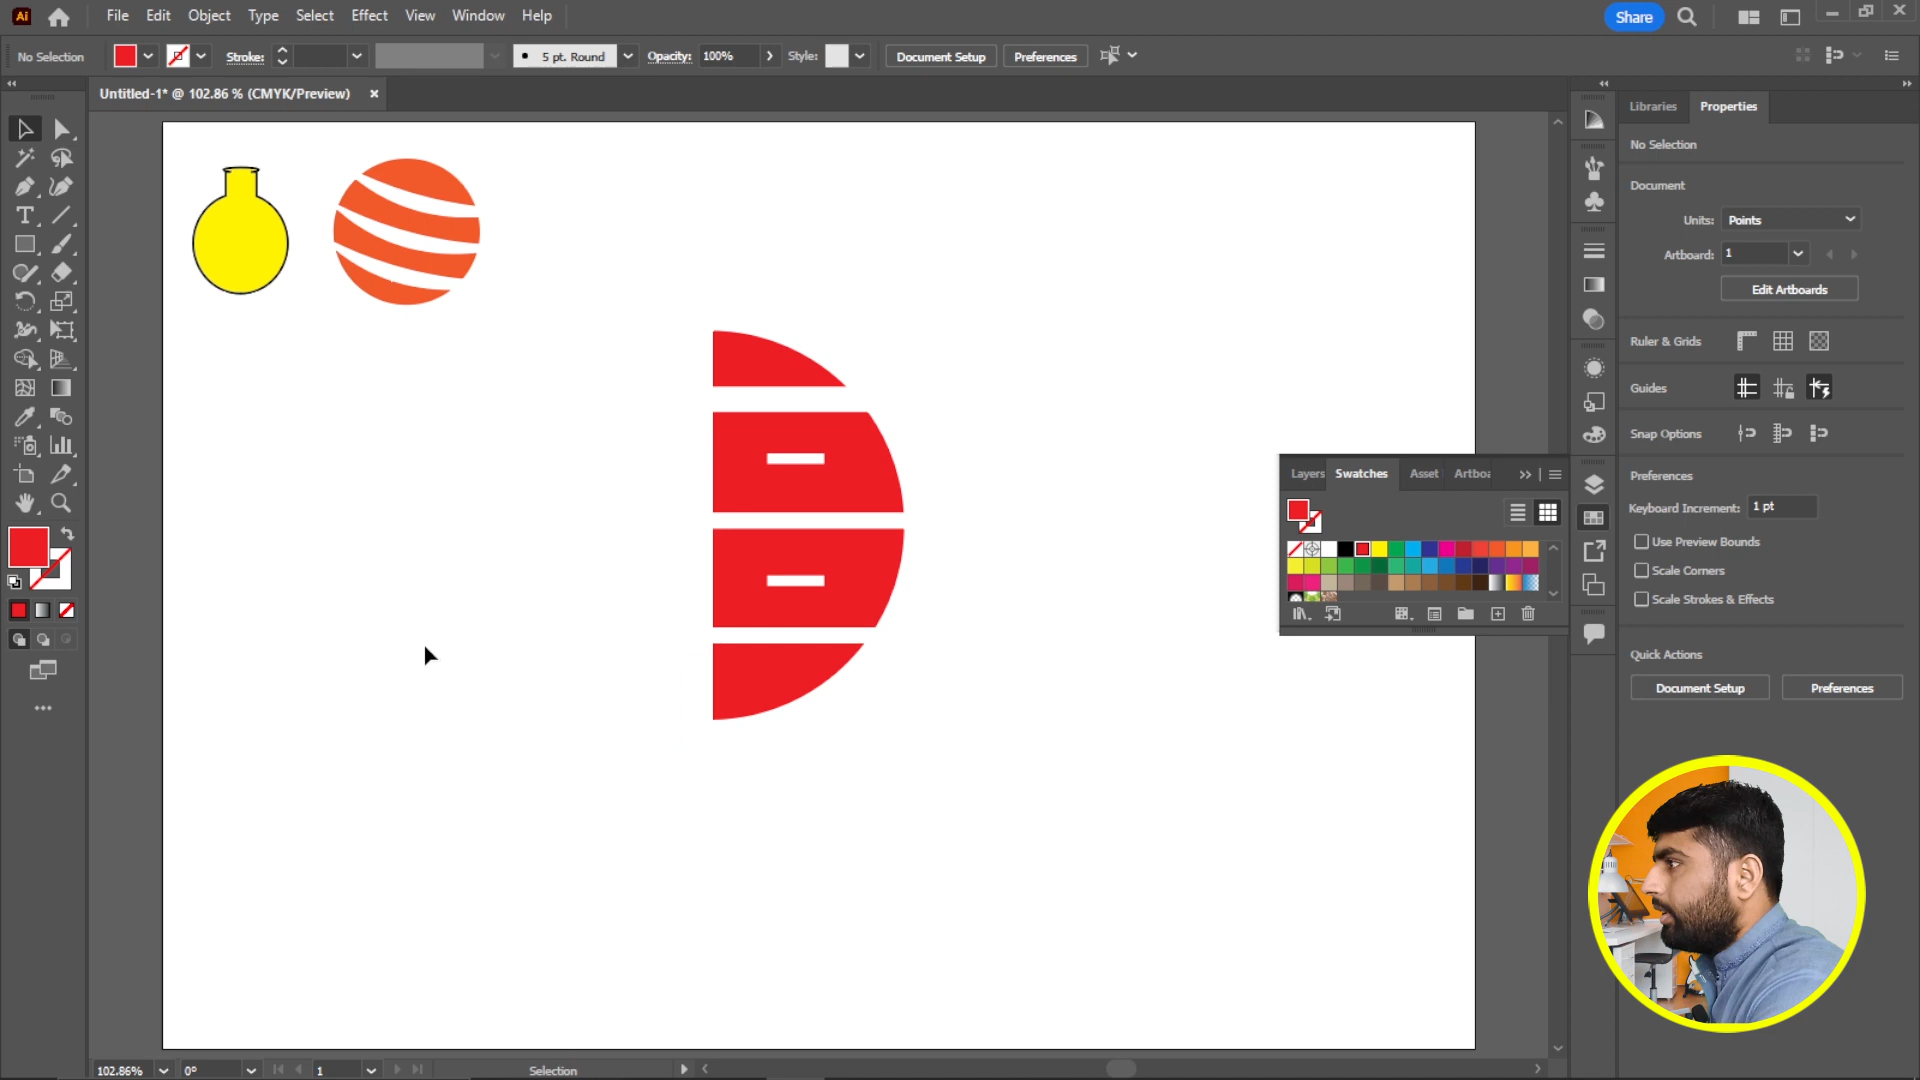 Ai File Edit Object Type Select Effect View Window Help Share
No Selection Stroke: 5 pt. Round Opacity: 100% Style: Document Setup Preferences
Untitled-1* @ 102.86 % (CMYK/Preview)
Libraries Properties
No Selection
Document
Units: Points
Artboard: 1
Edit Artboards
Ruler & Grids
Guides
Snap Options
Layers Swatches Asset Artboa
Preferences
Keyboard Increment: 1 pt
Use Preview Bounds
Scale Corners
Scale Strokes & Effects
Quick Actions
Document Setup Preferences
102.86% 0° 1 Selection